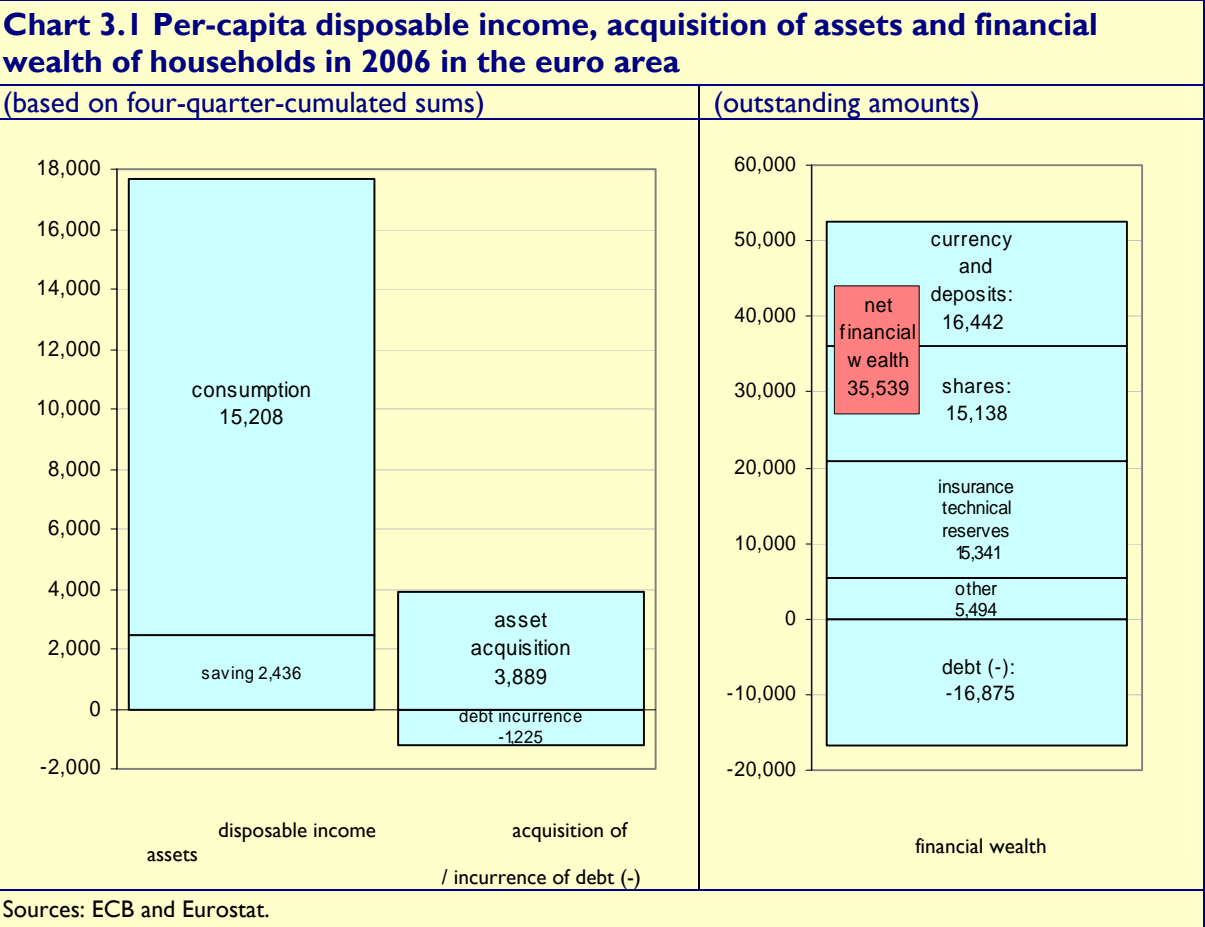 Chart 3.1 Per-capita disposable income, acquisition of assets and financial
wealth of households in 2006 in the euro area
(based on four-quarter-cumulated sums)
18,000
16,000
14,000
12,000
10,000
8,000
6,000
4,000
2,000
0
-2,000
consumption
15,208
saving 2,436
asset
acquisition
3,889
debt incurrence
-1,225
disposable income
acquisition of
assets
/ incurrence of debt (-)
(outstanding amounts)
60,000
50,000
40,000
30,000
20,000
10,000
0
-10,000
-20,000
currency
and
deposits:
16,442
net
financial
w ealth
35,539
shares:
15,138
insurance
technical
reserves
15,341
other
5,494
debt (-):
-16,875
financial wealth
Sources: ECB and Eurostat.